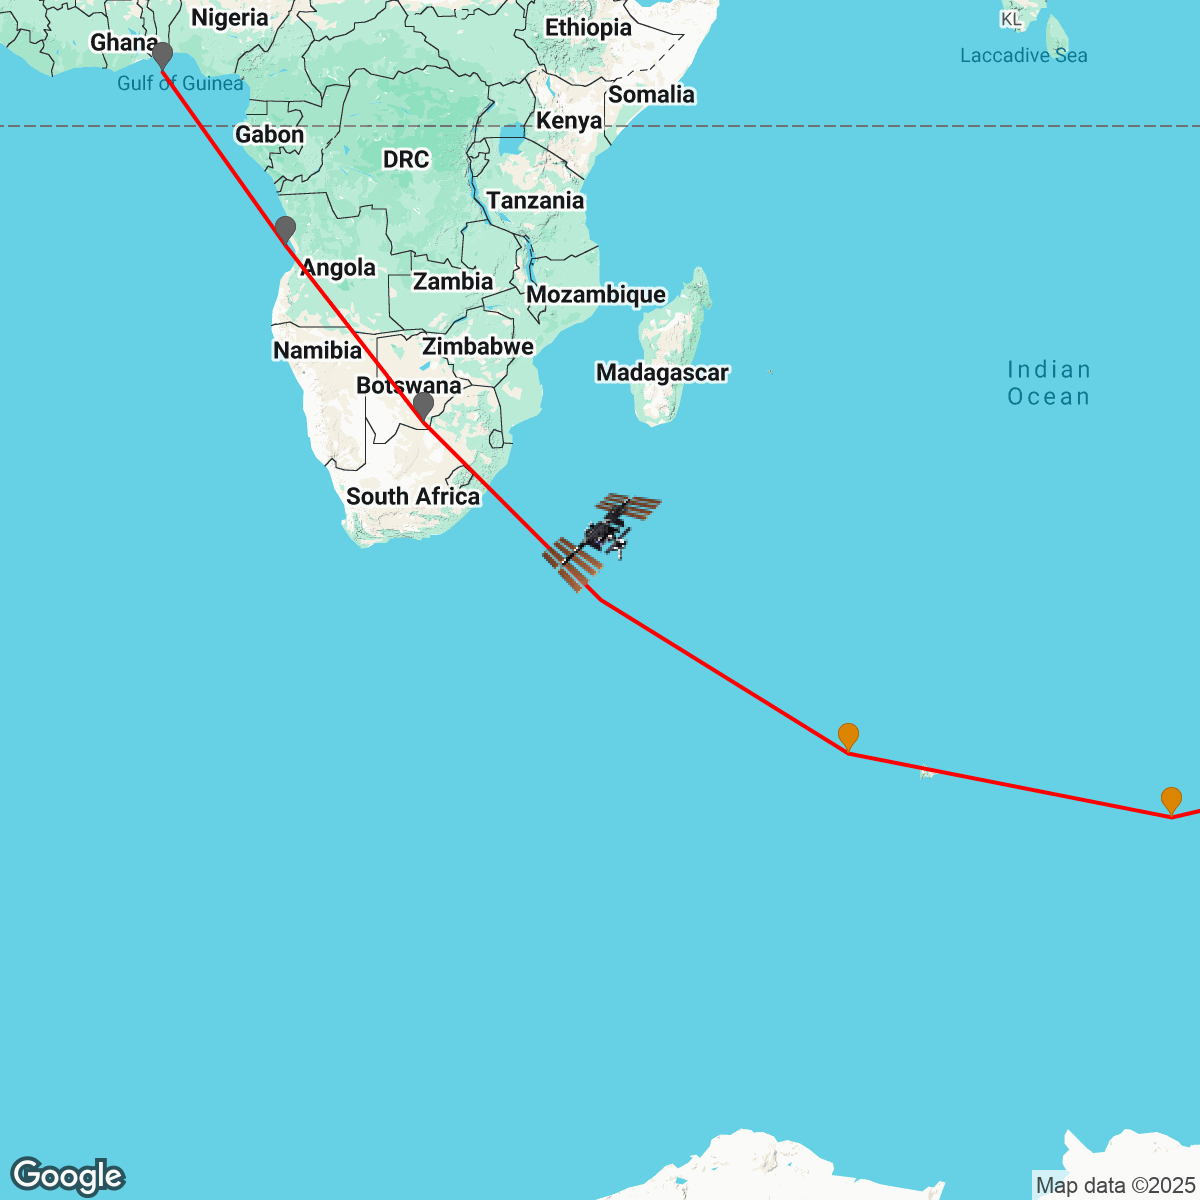 Nigeria
Ethiopia
KL
Ghana
Laccadive Sea
Gulf of Guinea
Somalia
Kenya
Gabon
DRC
Tanzania
Angola
Zambia
Mozambique
Namibia
Zimbabwe
Botswana
Madagascar
Indian
Ocean
South Africa
Google
Map data ©2025